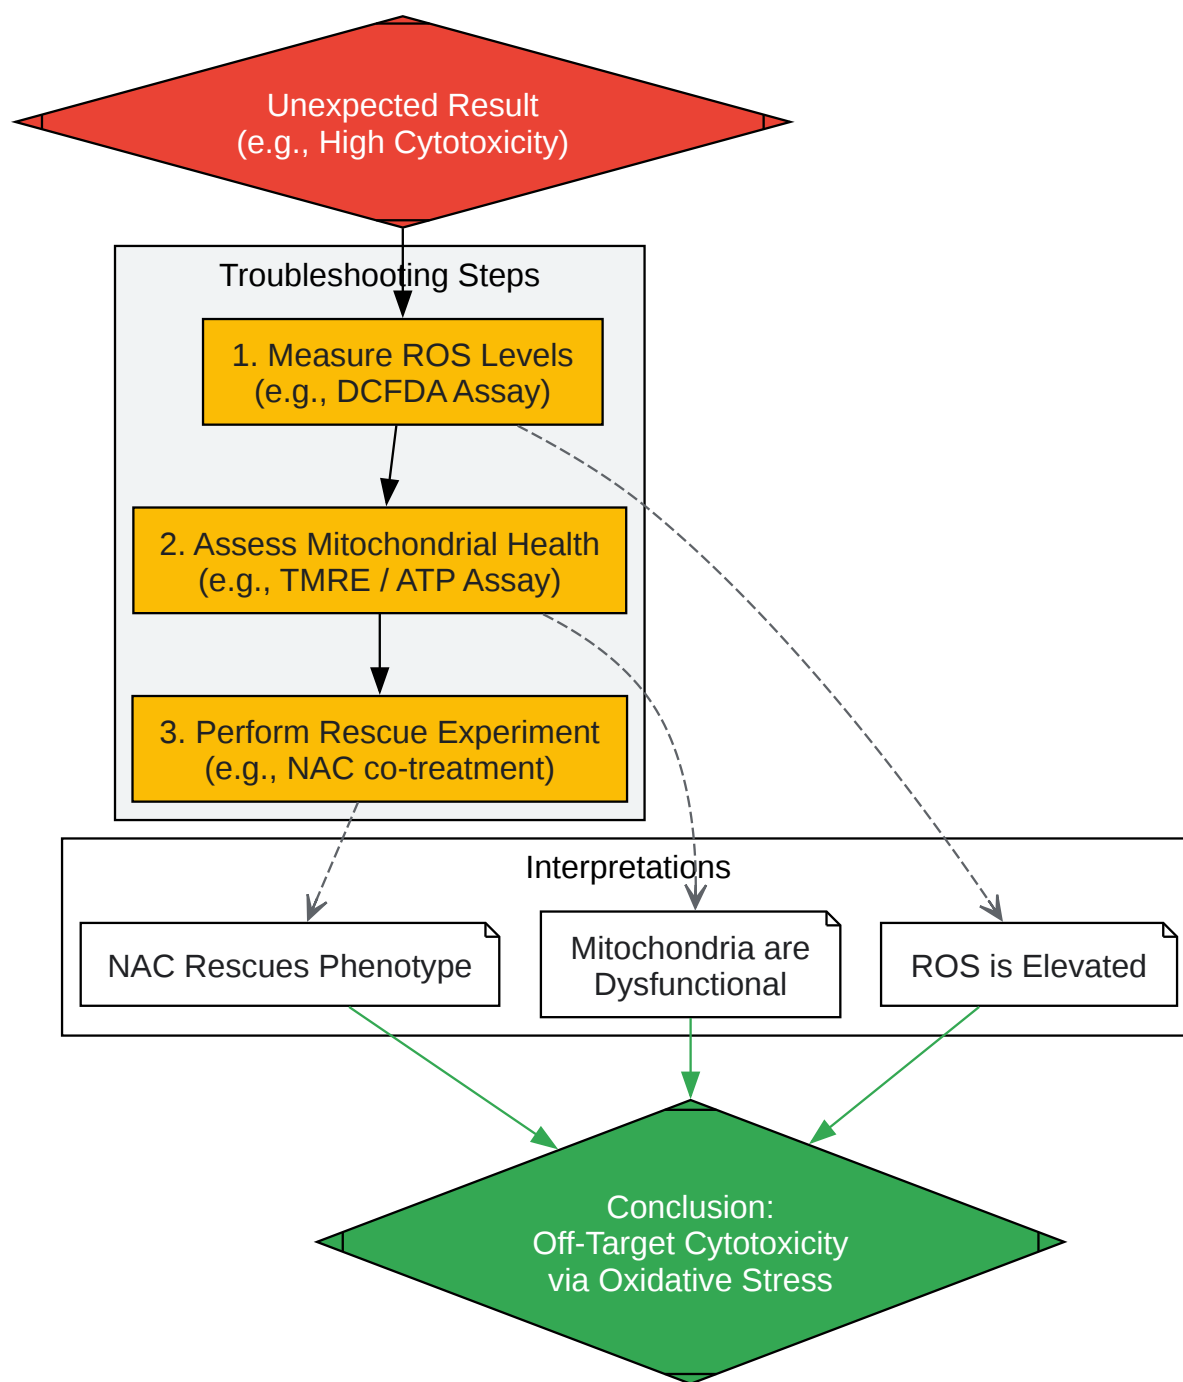 Unexpected Result
(e.g., High Cytotoxicity)
Troubleshooting Steps
1. Measure ROS Levels
(e.g., DCFDA Assay)
2. Assess Mitochondrial Health
(e.g., TMRE / ATP Assay)
3. Perform Rescue Experiment
(e.g., NAC co-treatment)
Interpretations
NAC Rescues Phenotype
Mitochondria are
Dysfunctional
ROS is Elevated
Conclusion:
Off-Target Cytotoxicity
via Oxidative Stress